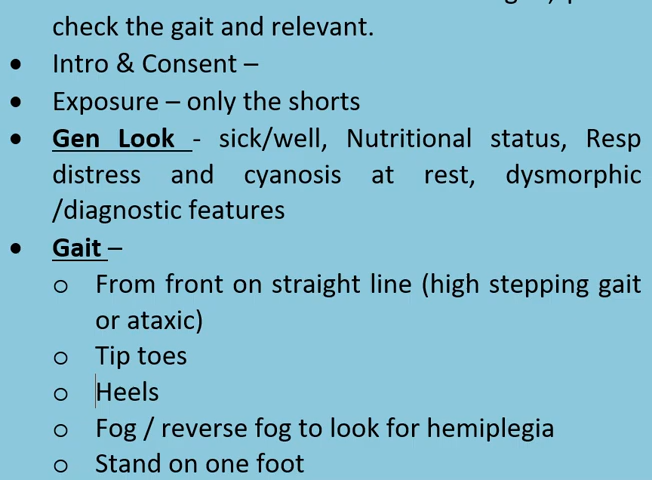 check the gait and relevant.
• Intro & Consent –
• Exposure – only the shorts
• Gen Look - sick/well, Nutritional status, Resp
distress and cyanosis at rest, dysmorphic
/diagnostic features
• Gait –
o From front on straight line (high stepping gait
or ataxic)
o Tip toes
o Heels
o Fog / reverse fog to look for hemiplegia
o Stand on one foot